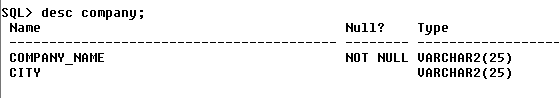 SQL> desc company;
Name Null? Type
----------------------------------------- -------- ------------------
COMPANY_NAME NOT NULL VARCHAR2(25)
CITY VARCHAR2(25)